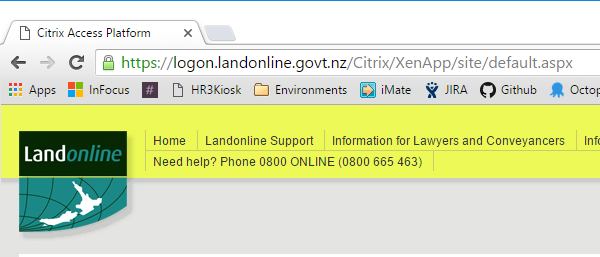 Citrix Access Platform
https://logon.landonline.govt.nz/Citrix/XenApp/site/default.aspx
Apps InFocus # HR3Kiosk Environments iMate JIRA Github Octop
Home Landonline Support Information for Lawyers and Conveyancers Info
Landonline
Need help? Phone 0800 ONLINE (0800 665 463)